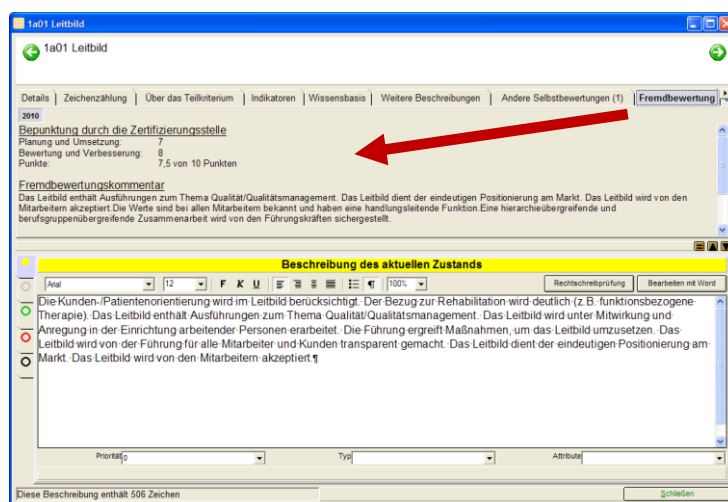 1a01 Leitbild
1a01 Leitbild
Details | Zeichenzählung | Über das Teilkriterium | Indikatoren | Wissensbasis | Weitere Beschreibungen | Andere Selbstbewertungen (1) | Fremdbewertung
2010
Bepunktung durch die Zertifizierungsstelle
Planung und Umsetzung: 7
Bewertung und Verbesserung: 8
Punkte: 7,5 von 10 Punkten
Fremdbewertungskommentar
Das Leitbild enthält Ausführungen zum Thema Qualität/Qualitätsmanagement. Das Leitbild dient der eindeutigen Positionierung am Markt. Das Leitbild wird von den
Mitarbeitern akzeptiert.Die Werte sind bei allen Mitarbeitern bekannt und haben eine handlungsleitende Funktion.Eine hierarchieübergreifende und
berufsgruppenübergreifende Zusammenarbeit wird von den Führungskräften sichergestellt.
Beschreibung des aktuellen Zustands
Arial 12 F K U 100% Rechtschreibprüfung Bearbeiten mit Word
Die Kunden-/Patientenorientierung wird im Leitbild berücksichtigt. Der Bezug zur Rehabilitation wird deutlich (z.B. funktionsbezogene
Therapie). Das Leitbild enthält Ausführungen zum Thema Qualität/Qualitätsmanagement. Das Leitbild wird unter Mitwirkung und
Anregung in der Einrichtung arbeitender Personen erarbeitet. Die Führung ergreift Maßnahmen, um das Leitbild umzusetzen. Das
Leitbild wird von der Führung für alle Mitarbeiter und Kunden transparent gemacht. Das Leitbild dient der eindeutigen Positionierung am
Markt. Das Leitbild wird von den Mitarbeitern akzeptiert.¶
Priorität 0 Typ Attribute
Diese Beschreibung enthält 506 Zeichen Schließen